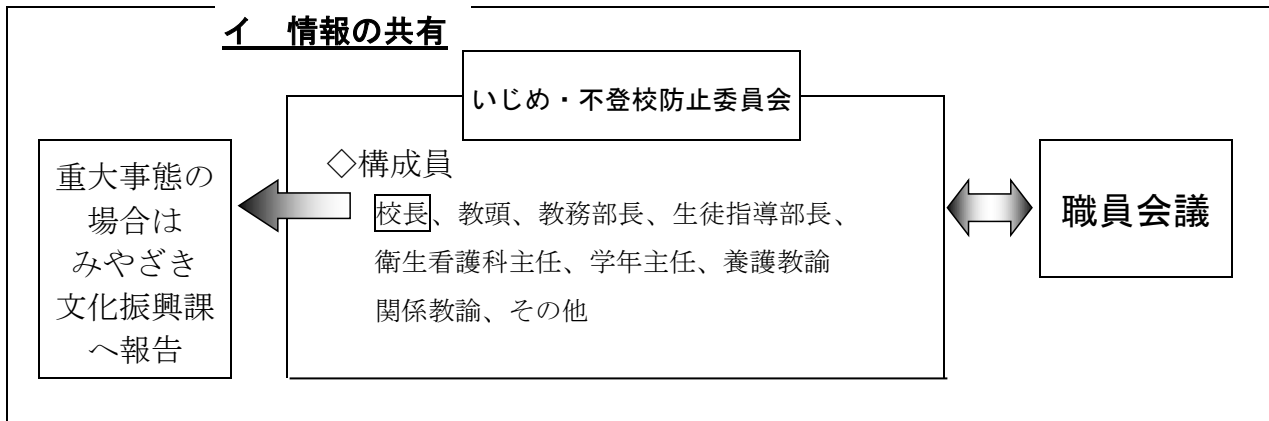 イ　情報の共有
いじめ・不登校防止委員会
重大事態の
場合は
みやざき
文化振興課
へ報告
◇構成員
校長、教頭、教務部長、生徒指導部長、
衛生看護科主任、学年主任、養護教諭
関係教諭、その他
職員会議